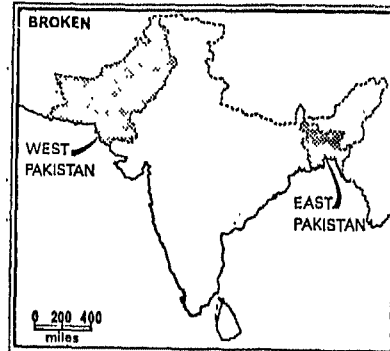 BROKEN
WEST
PAKISTAN
EAST
PAKISTAN
0 200 400
miles